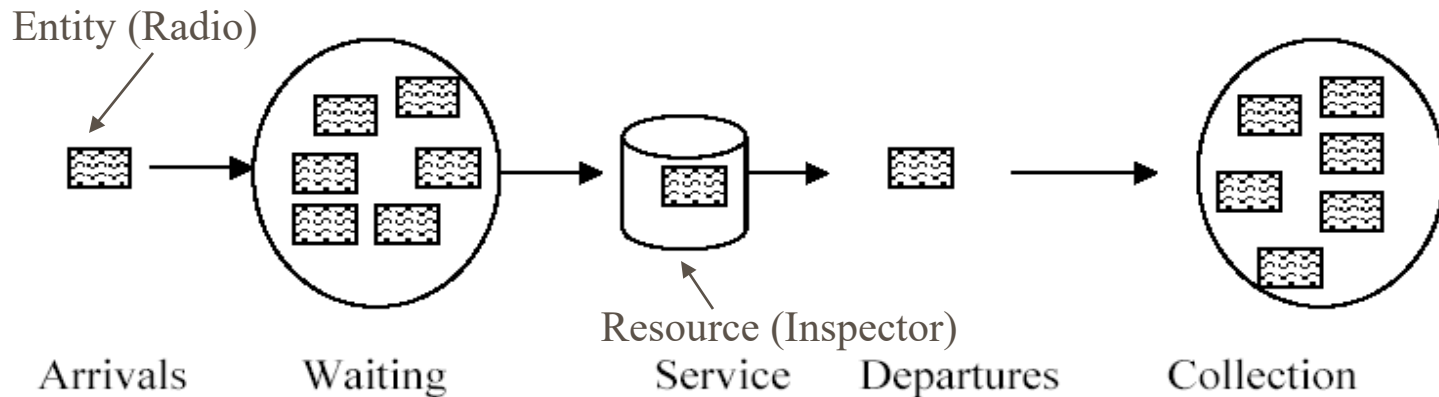 Entity (Radio)
Resource (Inspector)
Arrivals Waiting Service Departures Collection